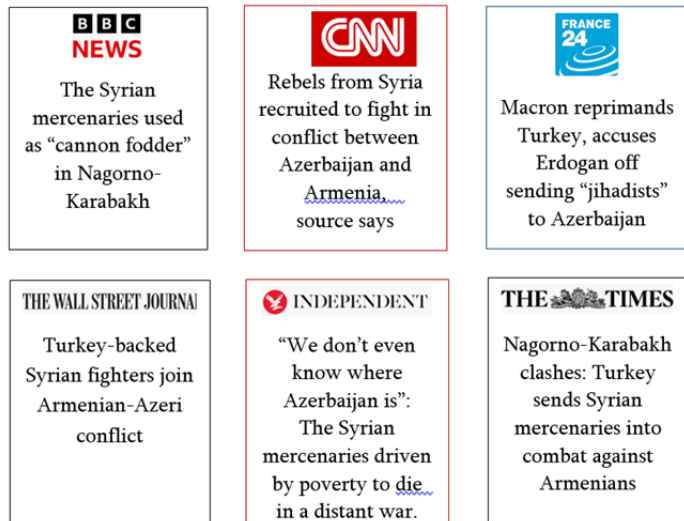 BBC
NEWS
The Syrian
mercenaries used
as “cannon fodder”
in Nagorno-
Karabakh
CNN
Rebels from Syria
recruited to fight in
conflict between
Azerbaijan and
Armenia,
source says
FRANCE
24
Macron reprimands
Turkey, accuses
Erdogan off
sending “jihadists”
to Azerbaijan
THE WALL STREET JOURNA
Turkey-backed
Syrian fighters join
Armenian-Azeri
conflict
INDEPENDENT
“We don’t even
know where
Azbaijan is”:
The Syrian
mercenaries driven
by poverty to die
in a distant war.
THE TIMES
Nagorno-Karabakh
clashes: Turkey
sends Syrian
mercenaries into
combat against
Armenians